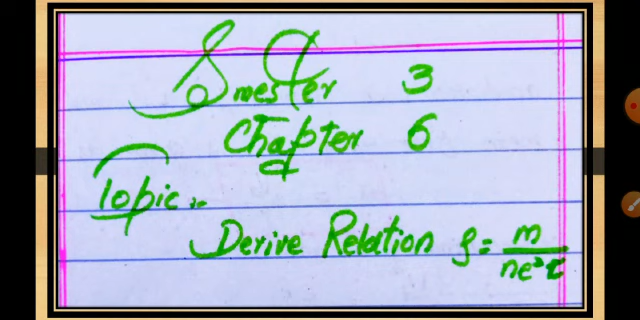 Smester 3
Chapter 6
Topic :-
Derive Relation ρ = m/ne²τ